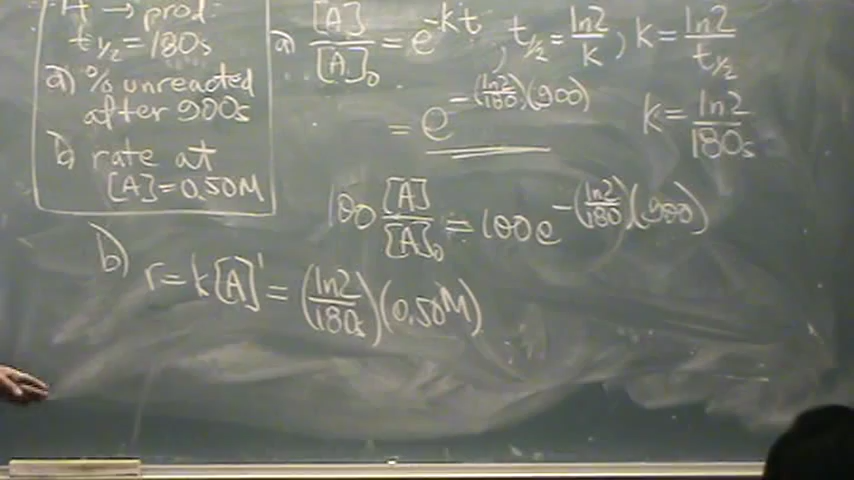 A → prod.
t1/2 = 180s
a) % unreacted
after 900s
b) rate at
[A] = 0.50M
a) [A]/[A]₀ = e^-kt, t1/2 = ln2/k, k = ln2/t1/2
= e^-(ln2/180)(900)
k = ln2/180s
100 [A]/[A]₀ = 100e^-(ln2/180)(900)
b) r = k[A]¹ = (ln2/180s)(0.50M)